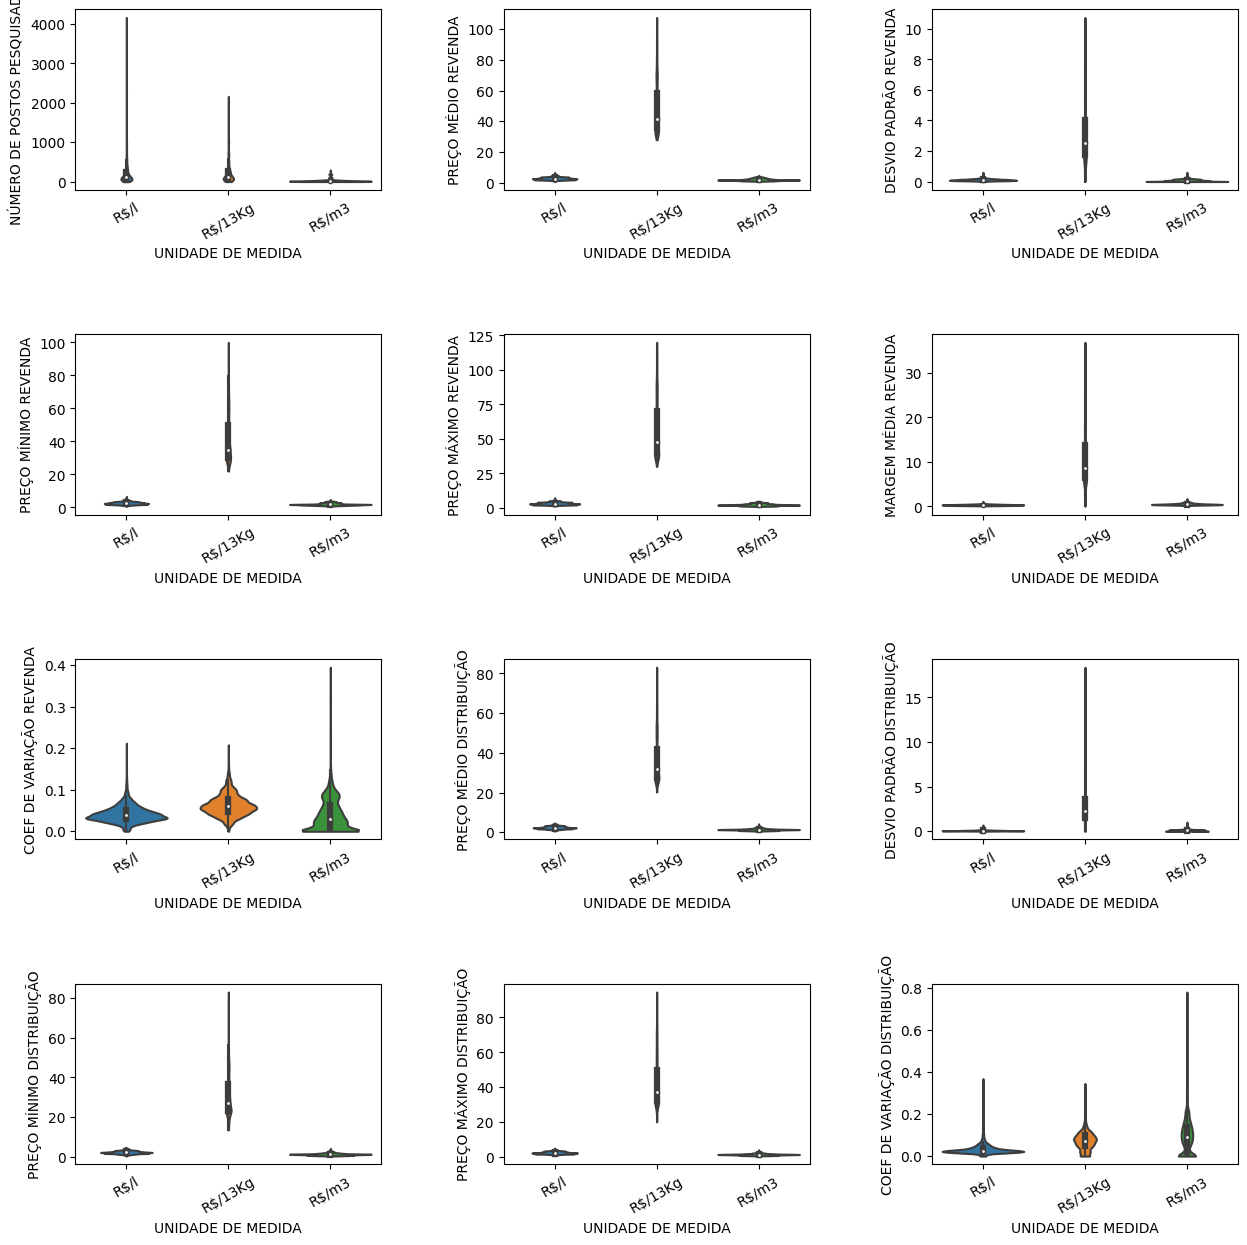 NÚMERO DE POSTOS PESQUISAD
4000
3000
2000
1000
0
R$/l
R$/13Kg
R$/m3
UNIDADE DE MEDIDA
PREÇO MÉDIO REVENDA
100
80
60
40
20
0
R$/l
R$/13Kg
R$/m3
UNIDADE DE MEDIDA
DESVIO PADRÃO REVENDA
10
8
6
4
2
0
R$/l
R$/13Kg
R$/m3
UNIDADE DE MEDIDA
PREÇO MÍNIMO REVENDA
100
80
60
40
20
0
R$/l
R$/13Kg
R$/m3
UNIDADE DE MEDIDA
PREÇO MÁXIMO REVENDA
125
100
75
50
25
0
R$/l
R$/13Kg
R$/m3
UNIDADE DE MEDIDA
MARGEM MÉDIA REVENDA
30
20
10
0
R$/l
R$/13Kg
R$/m3
UNIDADE DE MEDIDA
COEF DE VARIAÇÃO REVENDA
0.4
0.3
0.2
0.1
0.0
R$/l
R$/13Kg
R$/m3
UNIDADE DE MEDIDA
PREÇO MÉDIO DISTRIBUIÇÃO
80
60
40
20
0
R$/l
R$/13Kg
R$/m3
UNIDADE DE MEDIDA
DESVIO PADRÃO DISTRIBUIÇÃO
15
10
5
0
R$/l
R$/13Kg
R$/m3
UNIDADE DE MEDIDA
PREÇO MÍNIMO DISTRIBUIÇÃO
80
60
40
20
0
R$/l
R$/13Kg
R$/m3
UNIDADE DE MEDIDA
PREÇO MÁXIMO DISTRIBUIÇÃO
80
60
40
20
0
R$/l
R$/13Kg
R$/m3
UNIDADE DE MEDIDA
COEF DE VARIAÇÃO DISTRIBUIÇÃO
0.8
0.6
0.4
0.2
0.0
R$/l
R$/13Kg
R$/m3
UNIDADE DE MEDIDA